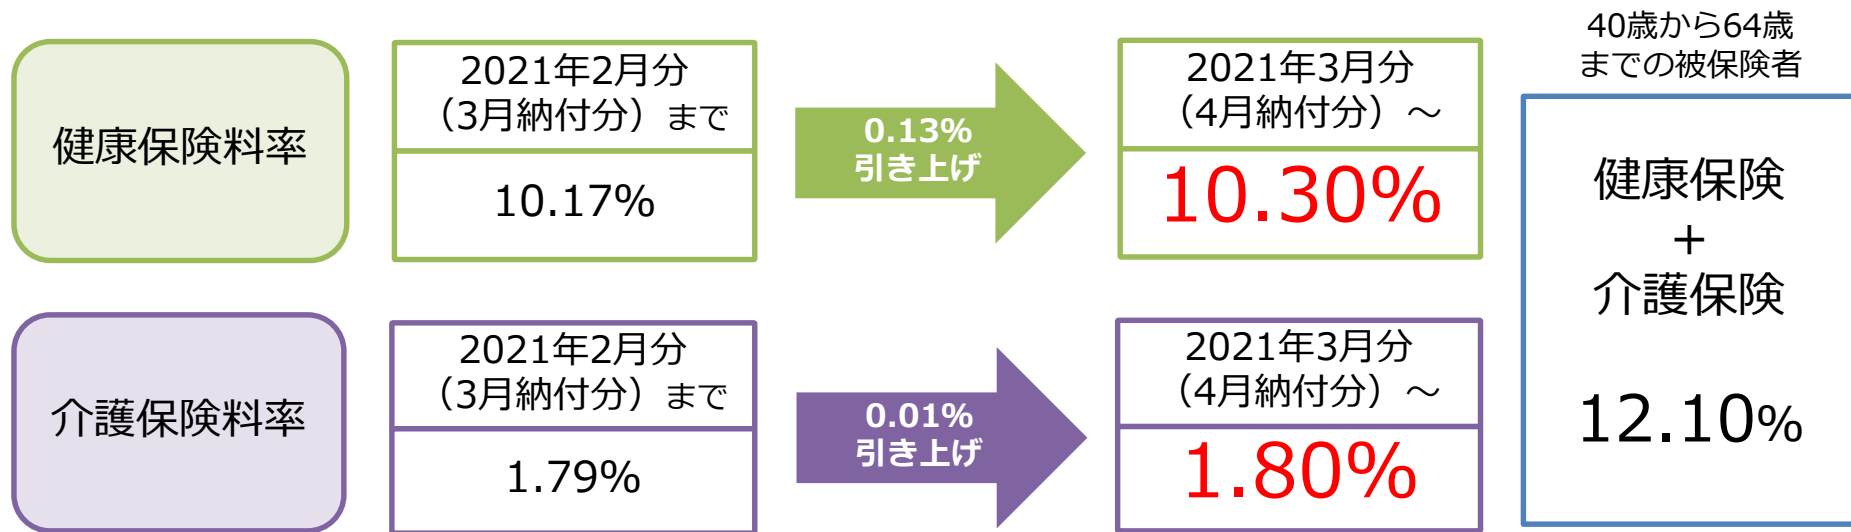 健康保険料率
2021年2月分
（3月納付分）まで
10.17%
0.13%
引き上げ
2021年3月分
（4月納付分）～
10.30%
介護保険料率
2021年2月分
（3月納付分）まで
1.79%
0.01%
引き上げ
2021年3月分
（4月納付分）～
1.80%
40歳から64歳
までの被保険者
健康保険
+
介護保険
12.10%